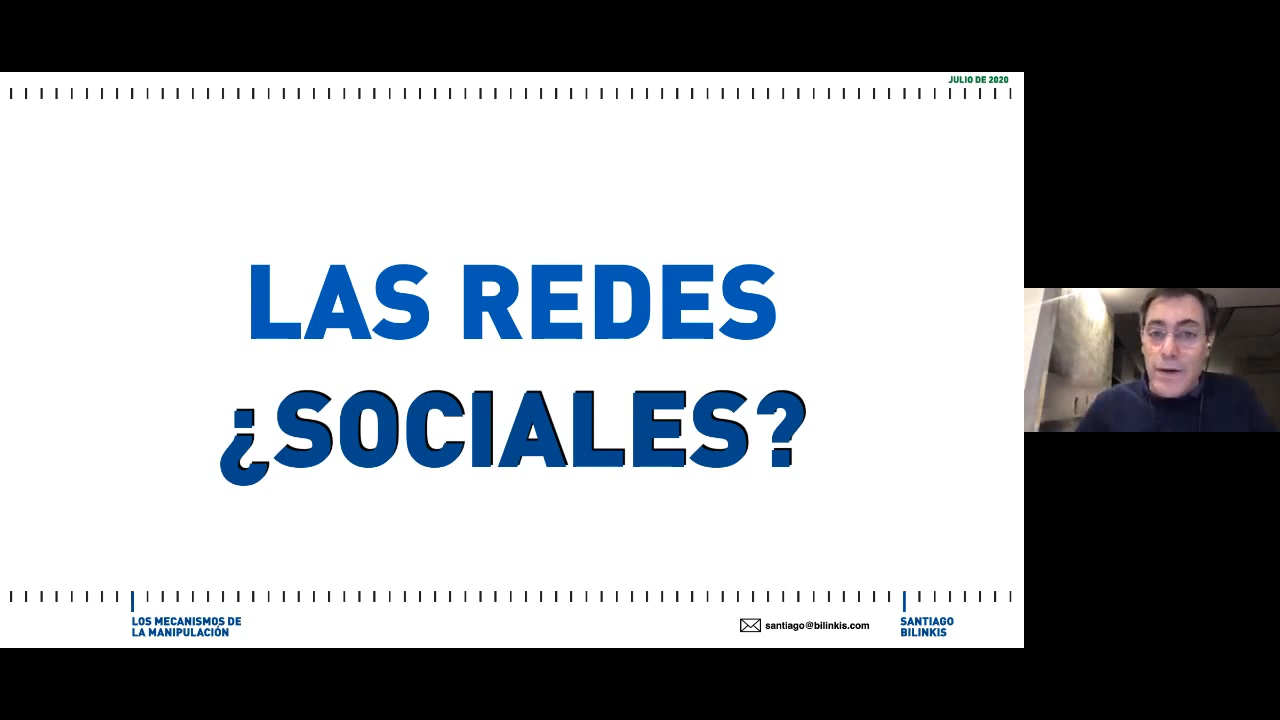 JULIO DE 2020
LAS REDES
¿SOCIALES?
LOS MECANISMOS DE
LA MANIPULACIÓN
santiago@bilinkis.com
SANTIAGO
BILINKIS